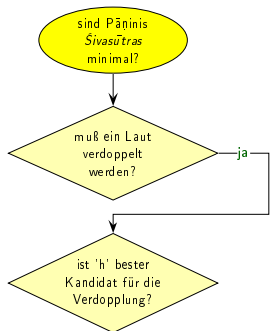 sind Pāṇinis
Śivasūtras
minimal?
muß ein Laut
verdoppelt
werden?
ja
ist 'h' bester
Kandidat für die
Verdopplung?